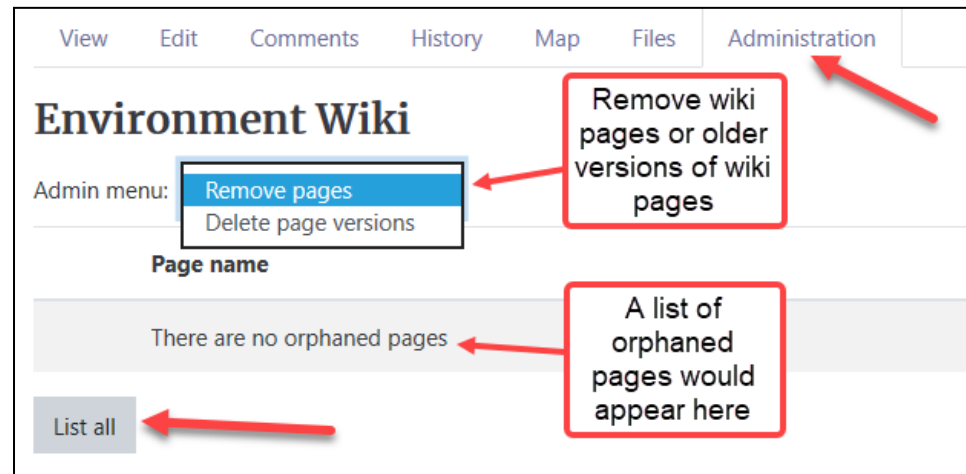 View Edit Comments History Map Files Administration
Environment Wiki
Remove wiki
pages or older
versions of wiki
pages
Admin menu: Remove pages
Delete page versions
Page name
There are no orphaned pages
A list of
orphaned
pages would
appear here
List all